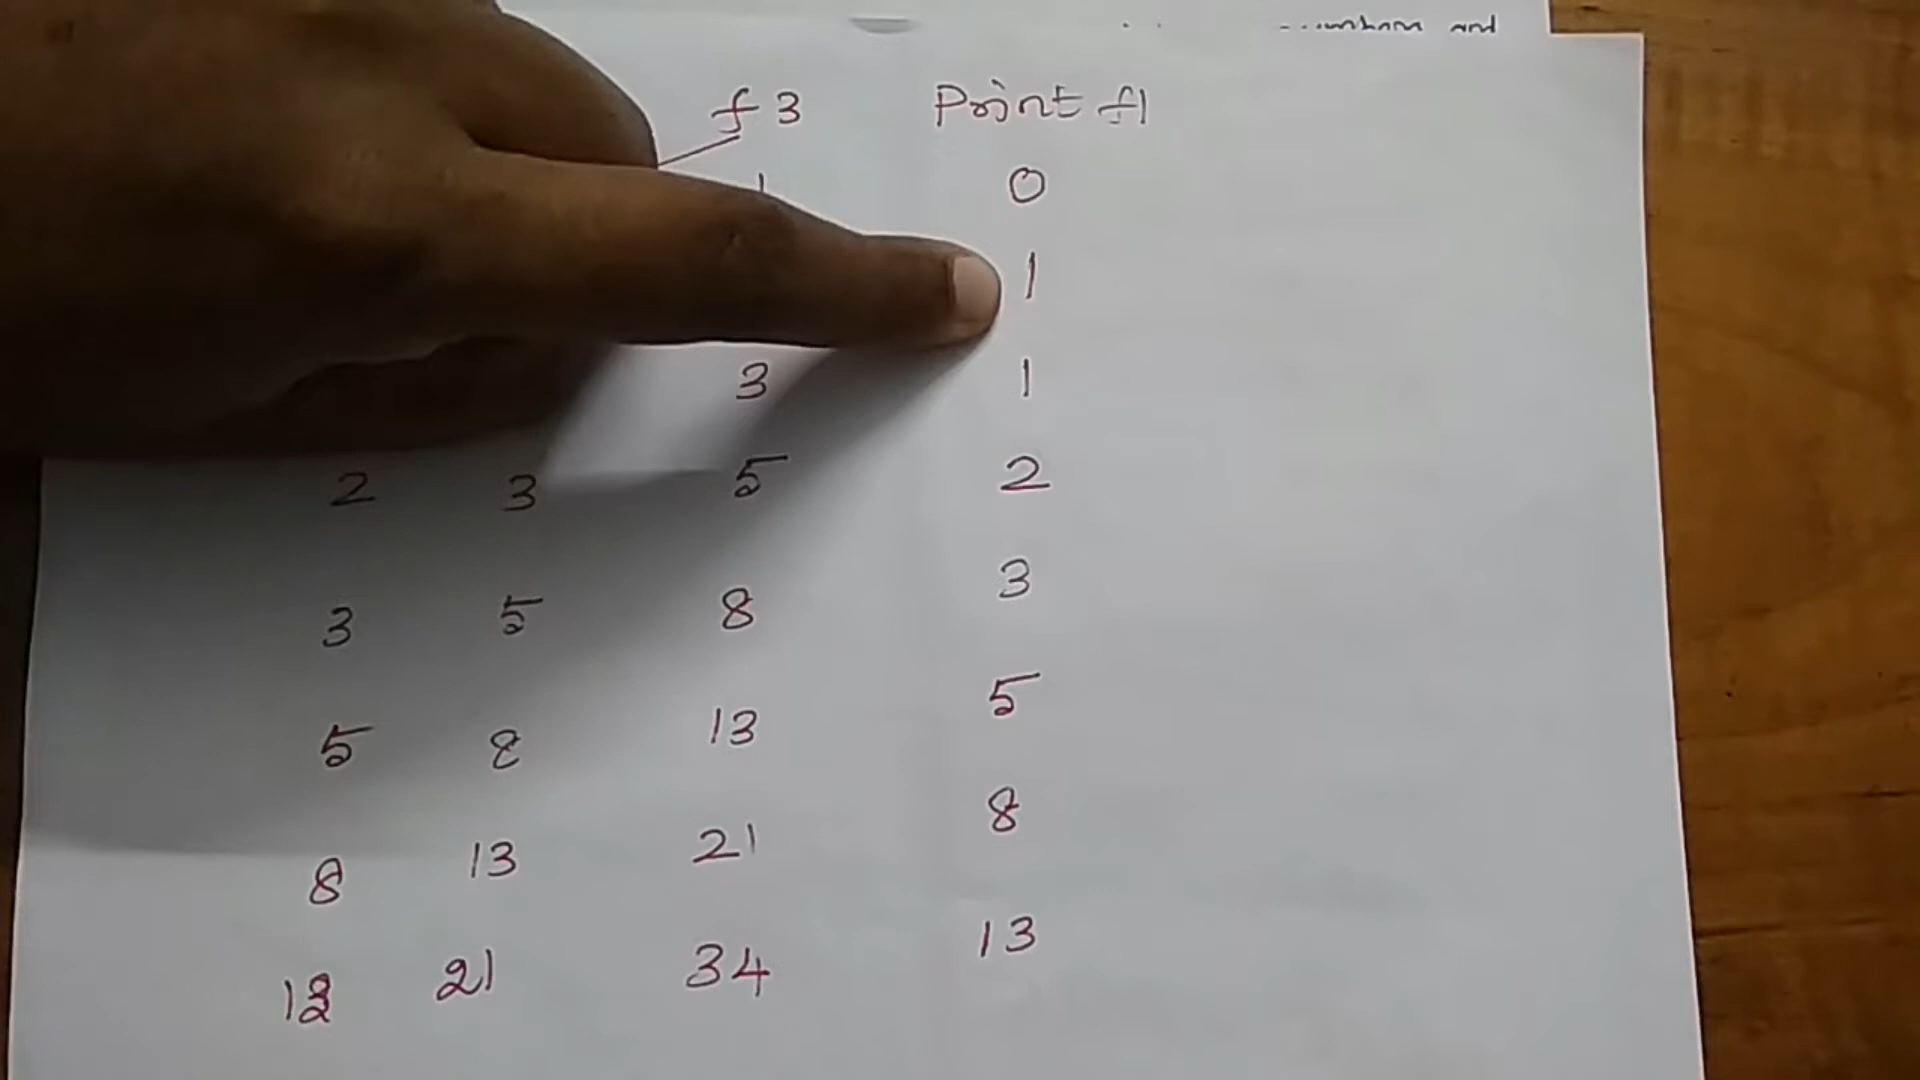 and
f3 Print f1
0
1
3 1
2 3 5 2
3 5 8 3
5 8 13 5
8 13 21 8
13 21 34 13